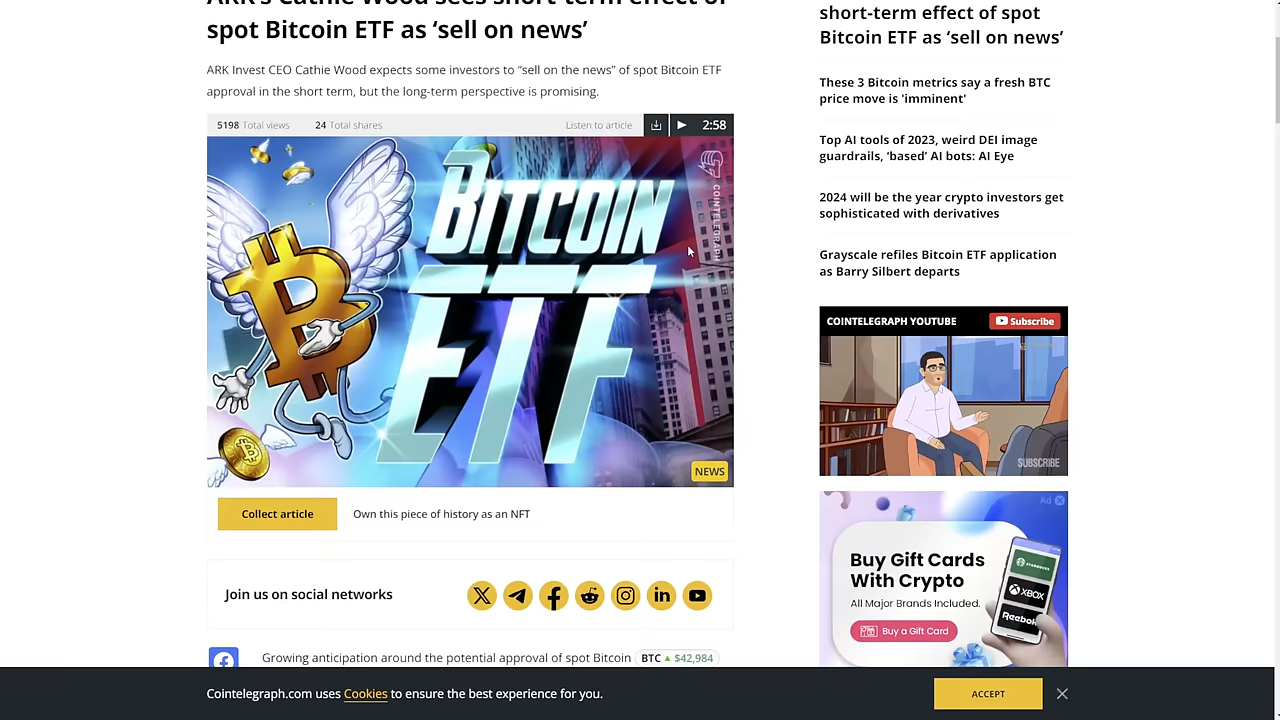 ARK's Cathie Wood sees short-term effect of
spot Bitcoin ETF as ‘sell on news’
ARK Invest CEO Cathie Wood expects some investors to “sell on the news” of spot Bitcoin ETF
approval in the short term, but the long-term perspective is promising.
5198 Total views 24 Total shares Listen to article 2:58
BITCOIN
ETF
COINTELEGRAPH
NEWS
Collect article Own this piece of history as an NFT
Join us on social networks
Growing anticipation around the potential approval of spot Bitcoin BTC $42,984
short-term effect of spot
Bitcoin ETF as ‘sell on news’
These 3 Bitcoin metrics say a fresh BTC
price move is 'imminent'
Top AI tools of 2023, weird DEI image
guardrails, ‘based’ AI bots: AI Eye
2024 will be the year crypto investors get
sophisticated with derivatives
Grayscale refiles Bitcoin ETF application
as Barry Silbert departs
COINTELEGRAPH YOUTUBE Subscribe
SUBSCRIBE
Ad
Buy Gift Cards
With Crypto
All Major Brands Included.
Buy a Gift Card
STARBUCKS
XBOX
Reebok
Cointelegraph.com uses Cookies to ensure the best experience for you.
ACCEPT